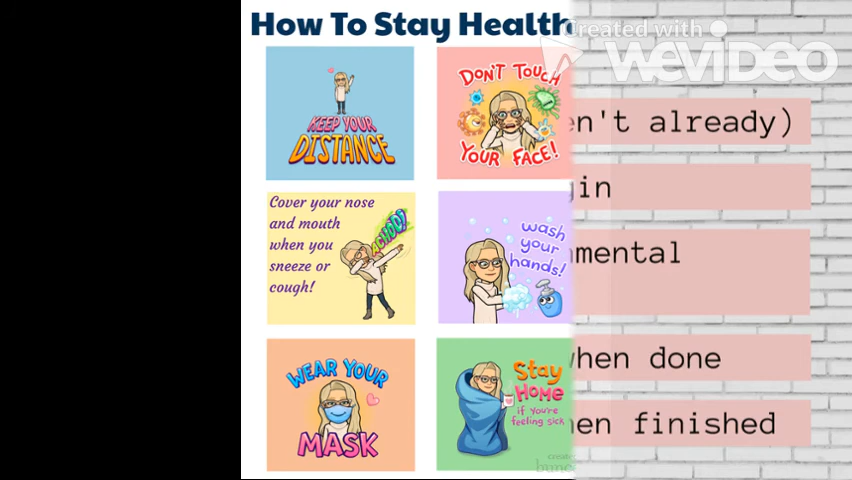 How To Stay Health
Created with
WEVIDEO
KEEP YOUR
DISTANCE
DON'T TOUCH
YOUR FACE!
en't already)
gin
Cover your nose
and mouth
when you
sneeze or
cough!
ACHOO!
wash
your
hands!
nmental
WEAR YOUR
MASK
Stay
Home
if you're
feeling sick
when done
en finished